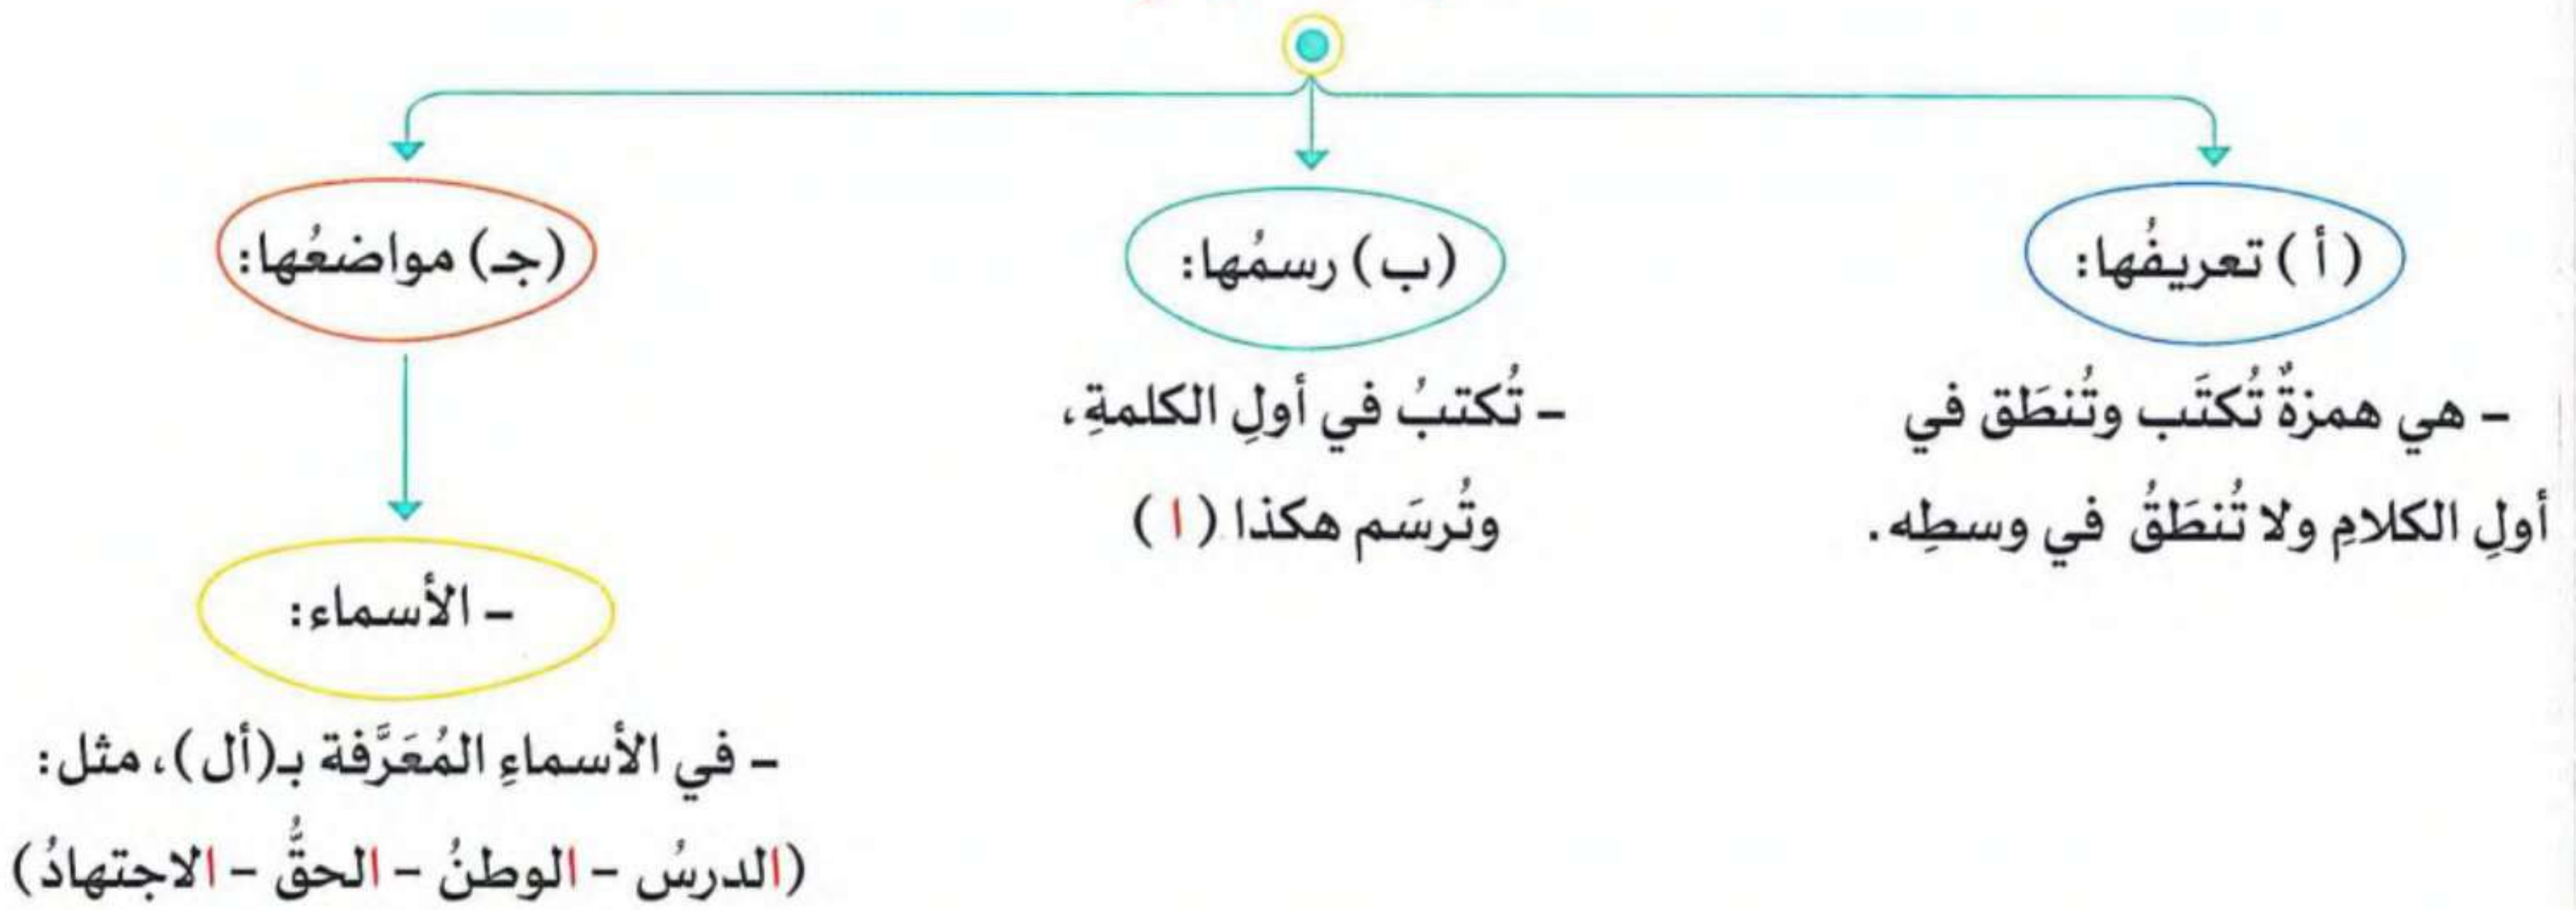 ( أ ) تعريفُها:
– هي همزةٌ تُكتَب وتُنطَق في
أولِ الكلامِ ولا تُنطَقُ في وسطِه.
(ب) رسمُها:
– تُكتبُ في أولِ الكلمةِ،
وتُرسَم هكذا ( ا )
(جـ) مواضعُها:
– الأسماء:
– في الأسماءِ المُعَرَّفة بـ(أل)، مثل:
(الدرسُ – الوطنُ – الحقُّ – الاجتهادُ)